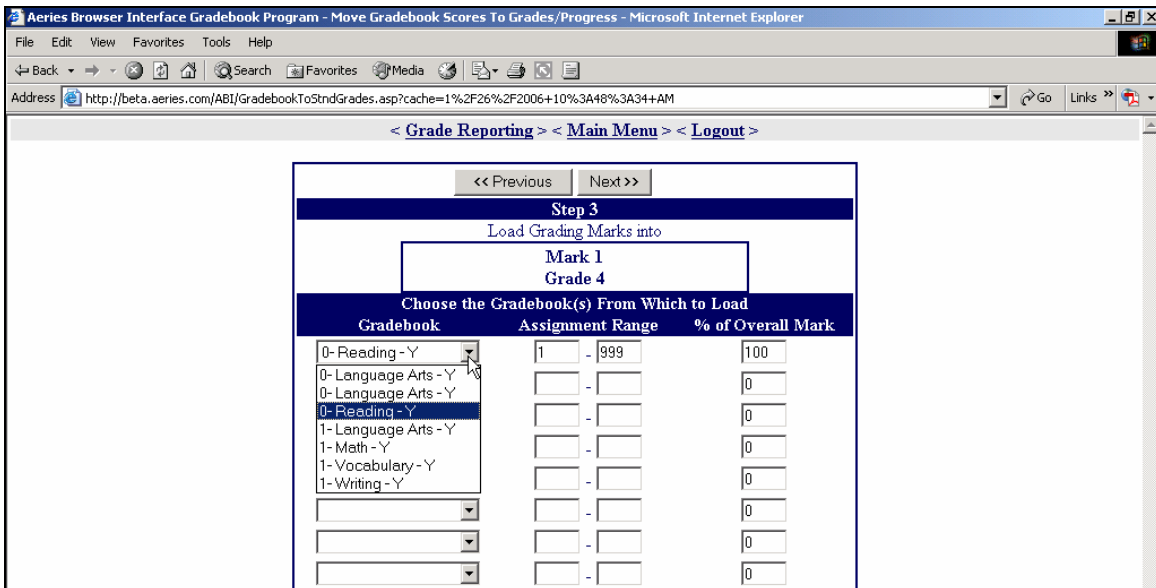 Aeries Browser Interface Gradebook Program - Move Gradebook Scores To Grades/Progress - Microsoft Internet Explorer
File Edit View Favorites Tools Help
Back Search Favorites Media
Address http://beta.aeries.com/ABI/GradebookToStndGrades.asp?cache=1%2F26%2F2006+10%3A48%3A34+AM Go Links »
< Grade Reporting > < Main Menu > < Logout >
<< Previous Next >>
Step 3
Load Grading Marks into
Mark 1
Grade 4
Choose the Gradebook(s) From Which to Load
Gradebook Assignment Range % of Overall Mark
0- Reading - Y 1 - 999 100
0- Language Arts - Y - 0
0- Language Arts - Y
0- Reading - Y - 0
1- Language Arts - Y
1- Math - Y - 0
1- Vocabulary - Y
1- Writing - Y - 0
- 0
- 0
- 0